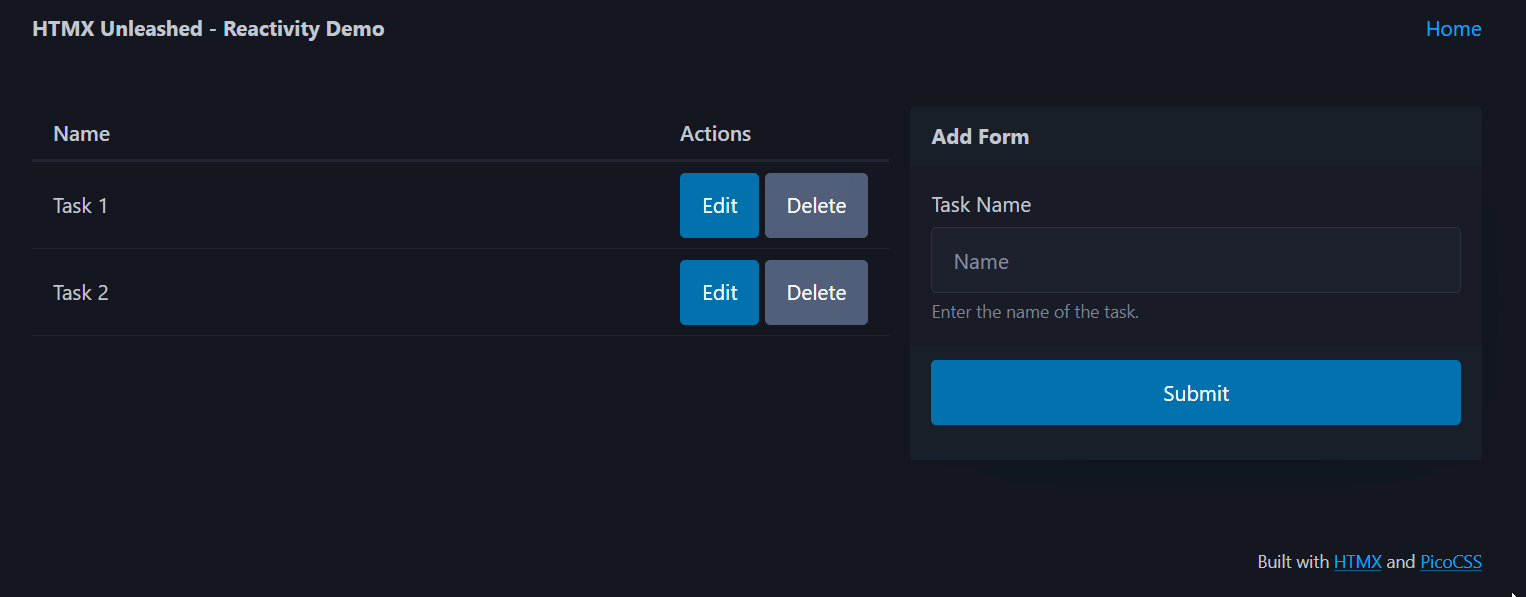 HTMX Unleashed - Reactivity Demo
Home
Name
Actions
Task 1
Edit
Delete
Task 2
Edit
Delete
Add Form
Task Name
Name
Enter the name of the task.
Submit
Built with HTMX and PicoCSS